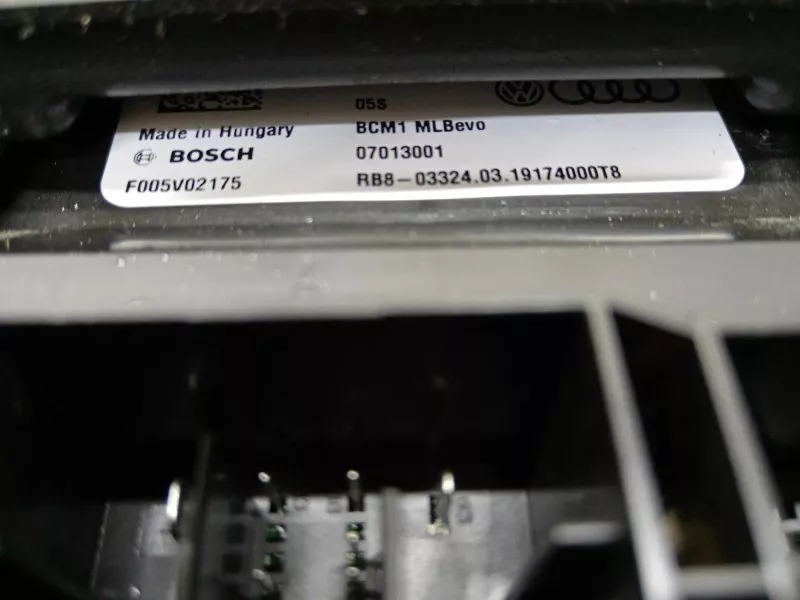 05S
Made in Hungary
BCM1 MLBevo
BOSCH
07013001
F005V02175
RB8-03324.03.19174000T8